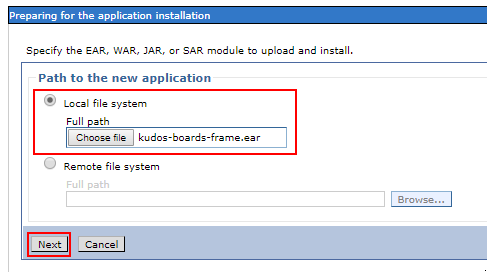 Preparing for the application installation
Specify the EAR, WAR, JAR, or SAR module to upload and install.
Path to the new application
Local file system
Full path
Choose file kudos-boards-frame.ear
Remote file system
Full path
Browse...
Next Cancel